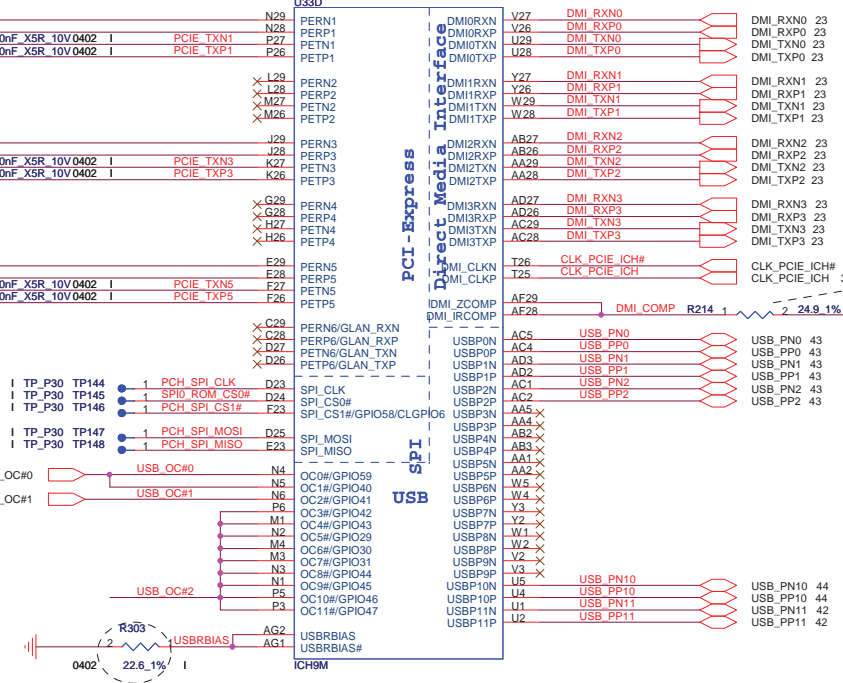 U33D
N29 PERN1 DMI0RXN V27 DMI_RXN0 DMI_RXN0 23
N28 PERP1 DMI0RXP V26 DMI_RXP0 DMI_RXP0 23
0nF_X5R_10V 0402 I PCIE_TXN1 P27 PETN1 DMI0TXN U29 DMI_TXN0 DMI_TXN0 23
0nF_X5R_10V 0402 I PCIE_TXP1 P26 PETP1 DMI0TXP U28 DMI_TXP0 DMI_TXP0 23
L29 PERN2 DMI1RXN Y27 DMI_RXN1 DMI_RXN1 23
L28 PERP2 DMI1RXP Y26 DMI_RXP1 DMI_RXP1 23
M27 PETN2 DMI1TXN W29 DMI_TXN1 DMI_TXN1 23
M26 PETP2 DMI1TXP W28 DMI_TXP1 DMI_TXP1 23
J29 PERN3 DMI2RXN AB27 DMI_RXN2 DMI_RXN2 23
J28 PERP3 DMI2RXP AB26 DMI_RXP2 DMI_RXP2 23
0nF_X5R_10V 0402 I PCIE_TXN3 K27 PETN3 DMI2TXN AA29 DMI_TXN2 DMI_TXN2 23
0nF_X5R_10V 0402 I PCIE_TXP3 K26 PETP3 DMI2TXP AA28 DMI_TXP2 DMI_TXP2 23
G29 PERN4 DMI3RXN AD27 DMI_RXN3 DMI_RXN3 23
G28 PERP4 DMI3RXP AD26 DMI_RXP3 DMI_RXP3 23
H27 PETN4 DMI3TXN AC29 DMI_TXN3 DMI_TXN3 23
H26 PETP4 DMI3TXP AC28 DMI_TXP3 DMI_TXP3 23
PCI-Express
Direct Media Interface
E29 PERN5 DMI_CLKN T26 CLK_PCIE_ICH# CLK_PCIE_ICH#
E28 PERP5 DMI_CLKP T25 CLK_PCIE_ICH CLK_PCIE_ICH
0nF_X5R_10V 0402 I PCIE_TXN5 F27 PETN5
0nF_X5R_10V 0402 I PCIE_TXP5 F26 PETP5 DMI_ZCOMP AF29
DMI_IRCOMP AF28 DMI_COMP R214 1 2 24.9_1%
C29 PERN6/GLAN_RXN
C28 PERP6/GLAN_RXP USBP0N AC5 USB_PN0 USB_PN0 43
D27 PETN6/GLAN_TXN USBP0P AC4 USB_PP0 USB_PP0 43
D26 PETP6/GLAN_TXP USBP1N AD3 USB_PN1 USB_PN1 43
USBP1P AD2 USB_PP1 USB_PP1 43
I TP_P30 TP144 1 PCH_SPI_CLK D23 SPI_CLK USBP2N AC1 USB_PN2 USB_PN2 43
I TP_P30 TP145 1 SPI0_ROM_CS0# D24 SPI_CS0# USBP2P AC2 USB_PP2 USB_PP2 43
I TP_P30 TP146 1 PCH_SPI_CS1# F23 SPI_CS1#/GPIO58/CLGPIO6 USBP3N AA5
USBP3P AA4
I TP_P30 TP147 1 PCH_SPI_MOSI D25 SPI_MOSI USBP4N AB2
I TP_P30 TP148 1 PCH_SPI_MISO E23 SPI_MISO USBP4P AB3
SPI
USBP5N AA1
_OC#0 USB_OC#0 N4 OC0#/GPIO59 USBP5P AA2
N5 OC1#/GPIO40 USBP6N W5
_OC#1 USB_OC#1 N6 OC2#/GPIO41 USBP6P W4
USB
P6 OC3#/GPIO42 USBP7N Y3
M1 OC4#/GPIO43 USBP7P Y2
N2 OC5#/GPIO29 USBP8N W1
M4 OC6#/GPIO30 USBP8P W2
M3 OC7#/GPIO31 USBP9N V2
N3 OC8#/GPIO44 USBP9P V3
N1 OC9#/GPIO45 USBP10N U5 USB_PN10 USB_PN10 44
USB_OC#2 P5 OC10#/GPIO46 USBP10P U4 USB_PP10 USB_PP10 44
P3 OC11#/GPIO47 USBP11N U1 USB_PN11 USB_PN11 42
USBP11P U2 USB_PP11 USB_PP11 42
R303
AG2 USBRBIAS
2 1 USBRBIAS AG1 USBRBIAS#
0402 22.6_1% I
ICH9M